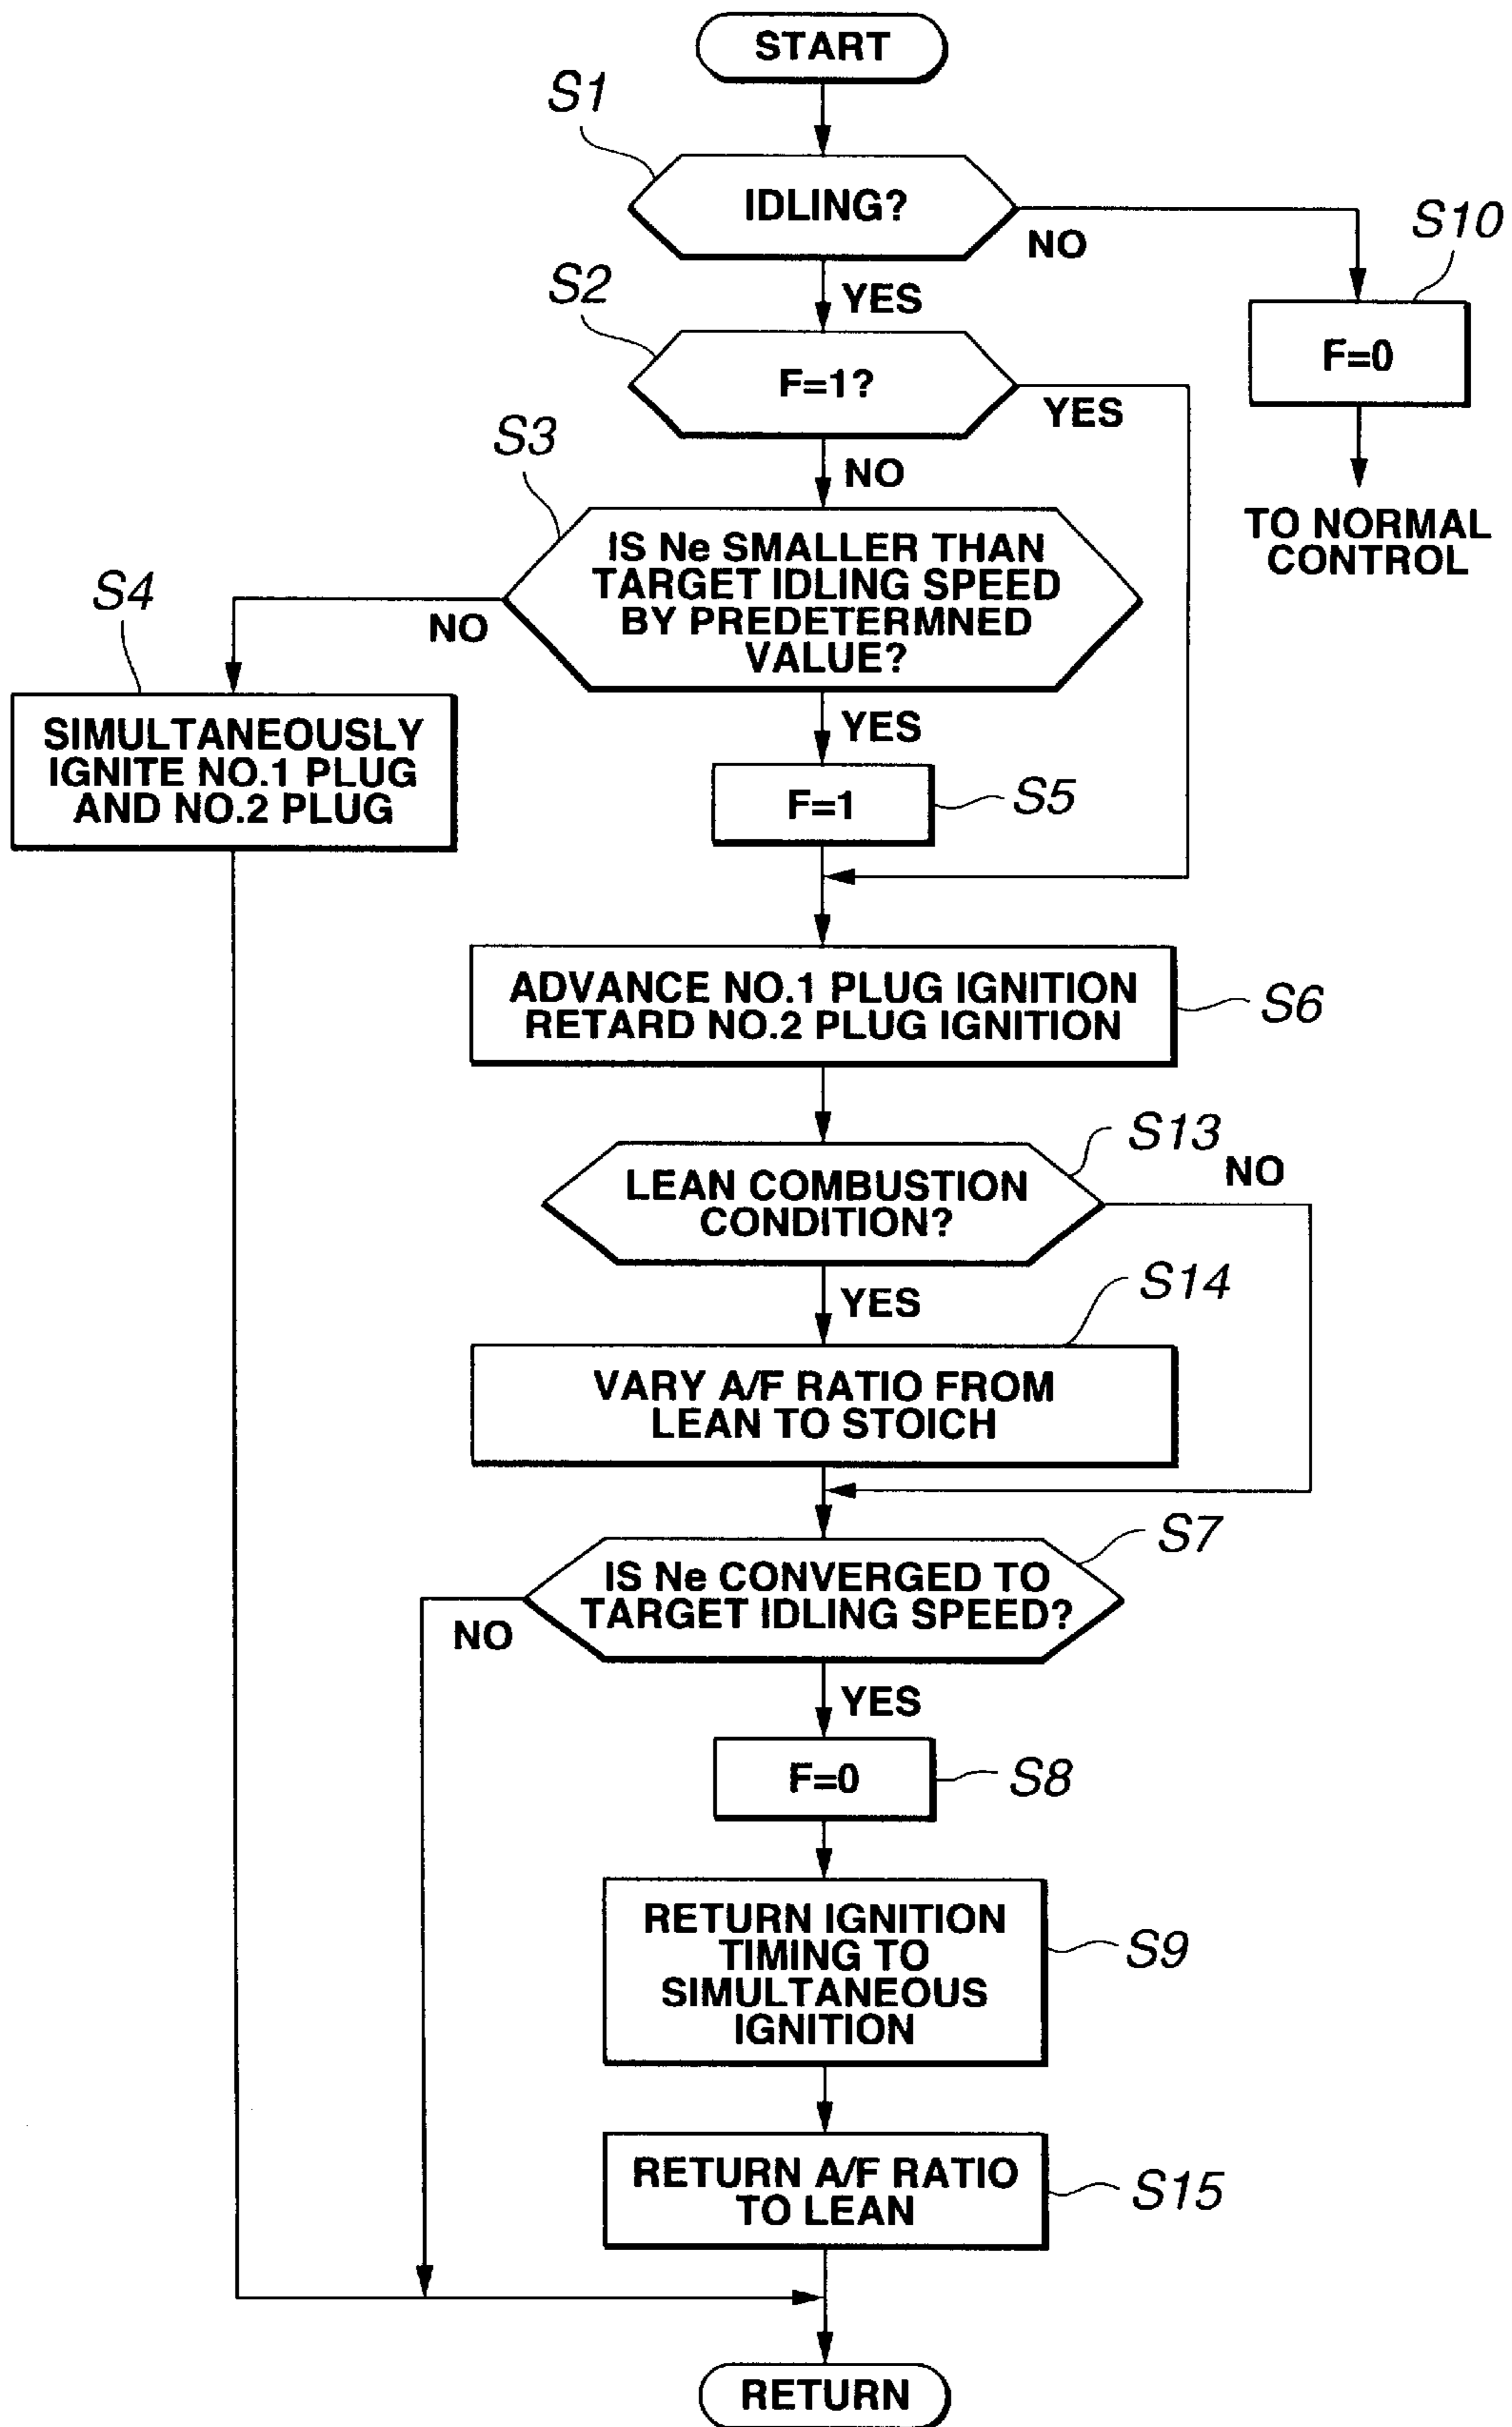 START
S1
IDLING?
NO
S10
S2
YES
F=0
F=1?
YES
S3
NO
TO NORMAL
CONTROL
IS Ne SMALLER THAN
TARGET IDLING SPEED
BY PREDETERMNED
VALUE?
S4
NO
SIMULTANEOUSLY
IGNITE NO.1 PLUG
AND NO.2 PLUG
YES
F=1
S5
ADVANCE NO.1 PLUG IGNITION
RETARD NO.2 PLUG IGNITION
S6
S13
NO
LEAN COMBUSTION
CONDITION?
S14
YES
VARY A/F RATIO FROM
LEAN TO STOICH
S7
IS Ne CONVERGED TO
TARGET IDLING SPEED?
NO
YES
F=0
S8
RETURN IGNITION
TIMING TO
SIMULTANEOUS
IGNITION
S9
RETURN A/F RATIO
TO LEAN
S15
RETURN